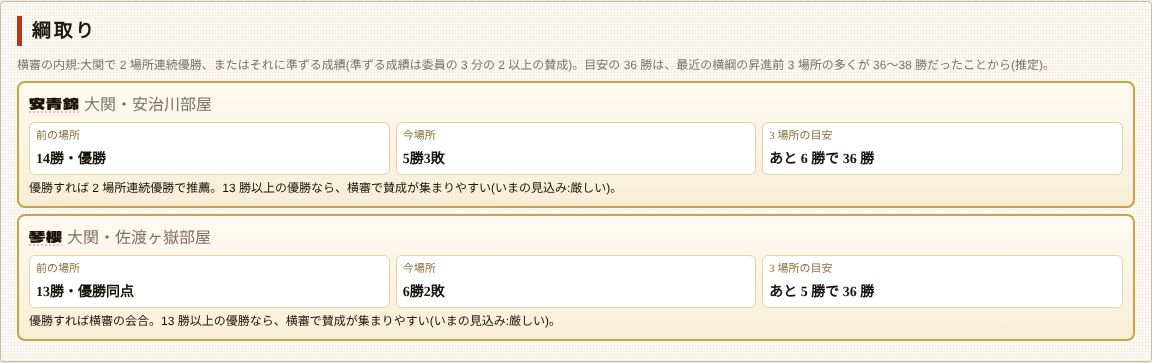 綱取り
横審の内規:大関で 2 場所連続優勝、またはそれに準ずる成績(準ずる成績は委員の 3 分の 2 以上の賛成)。目安の 36 勝は、最近の横綱の昇進前 3 場所の多くが 36〜38 勝だったことから(推定)。
安青錦 大関・安治川部屋
前の場所
14勝・優勝
今場所
5勝3敗
3 場所の目安
あと 6 勝で 36 勝
優勝すれば 2 場所連続優勝で推薦。13 勝以上の優勝なら、横審で賛成が集まりやすい(いまの見込み:厳しい)。
琴櫻 大関・佐渡ヶ嶽部屋
前の場所
13勝・優勝同点
今場所
6勝2敗
3 場所の目安
あと 5 勝で 36 勝
優勝すれば横審の会合。13 勝以上の優勝なら、横審で賛成が集まりやすい(いまの見込み:厳しい)。